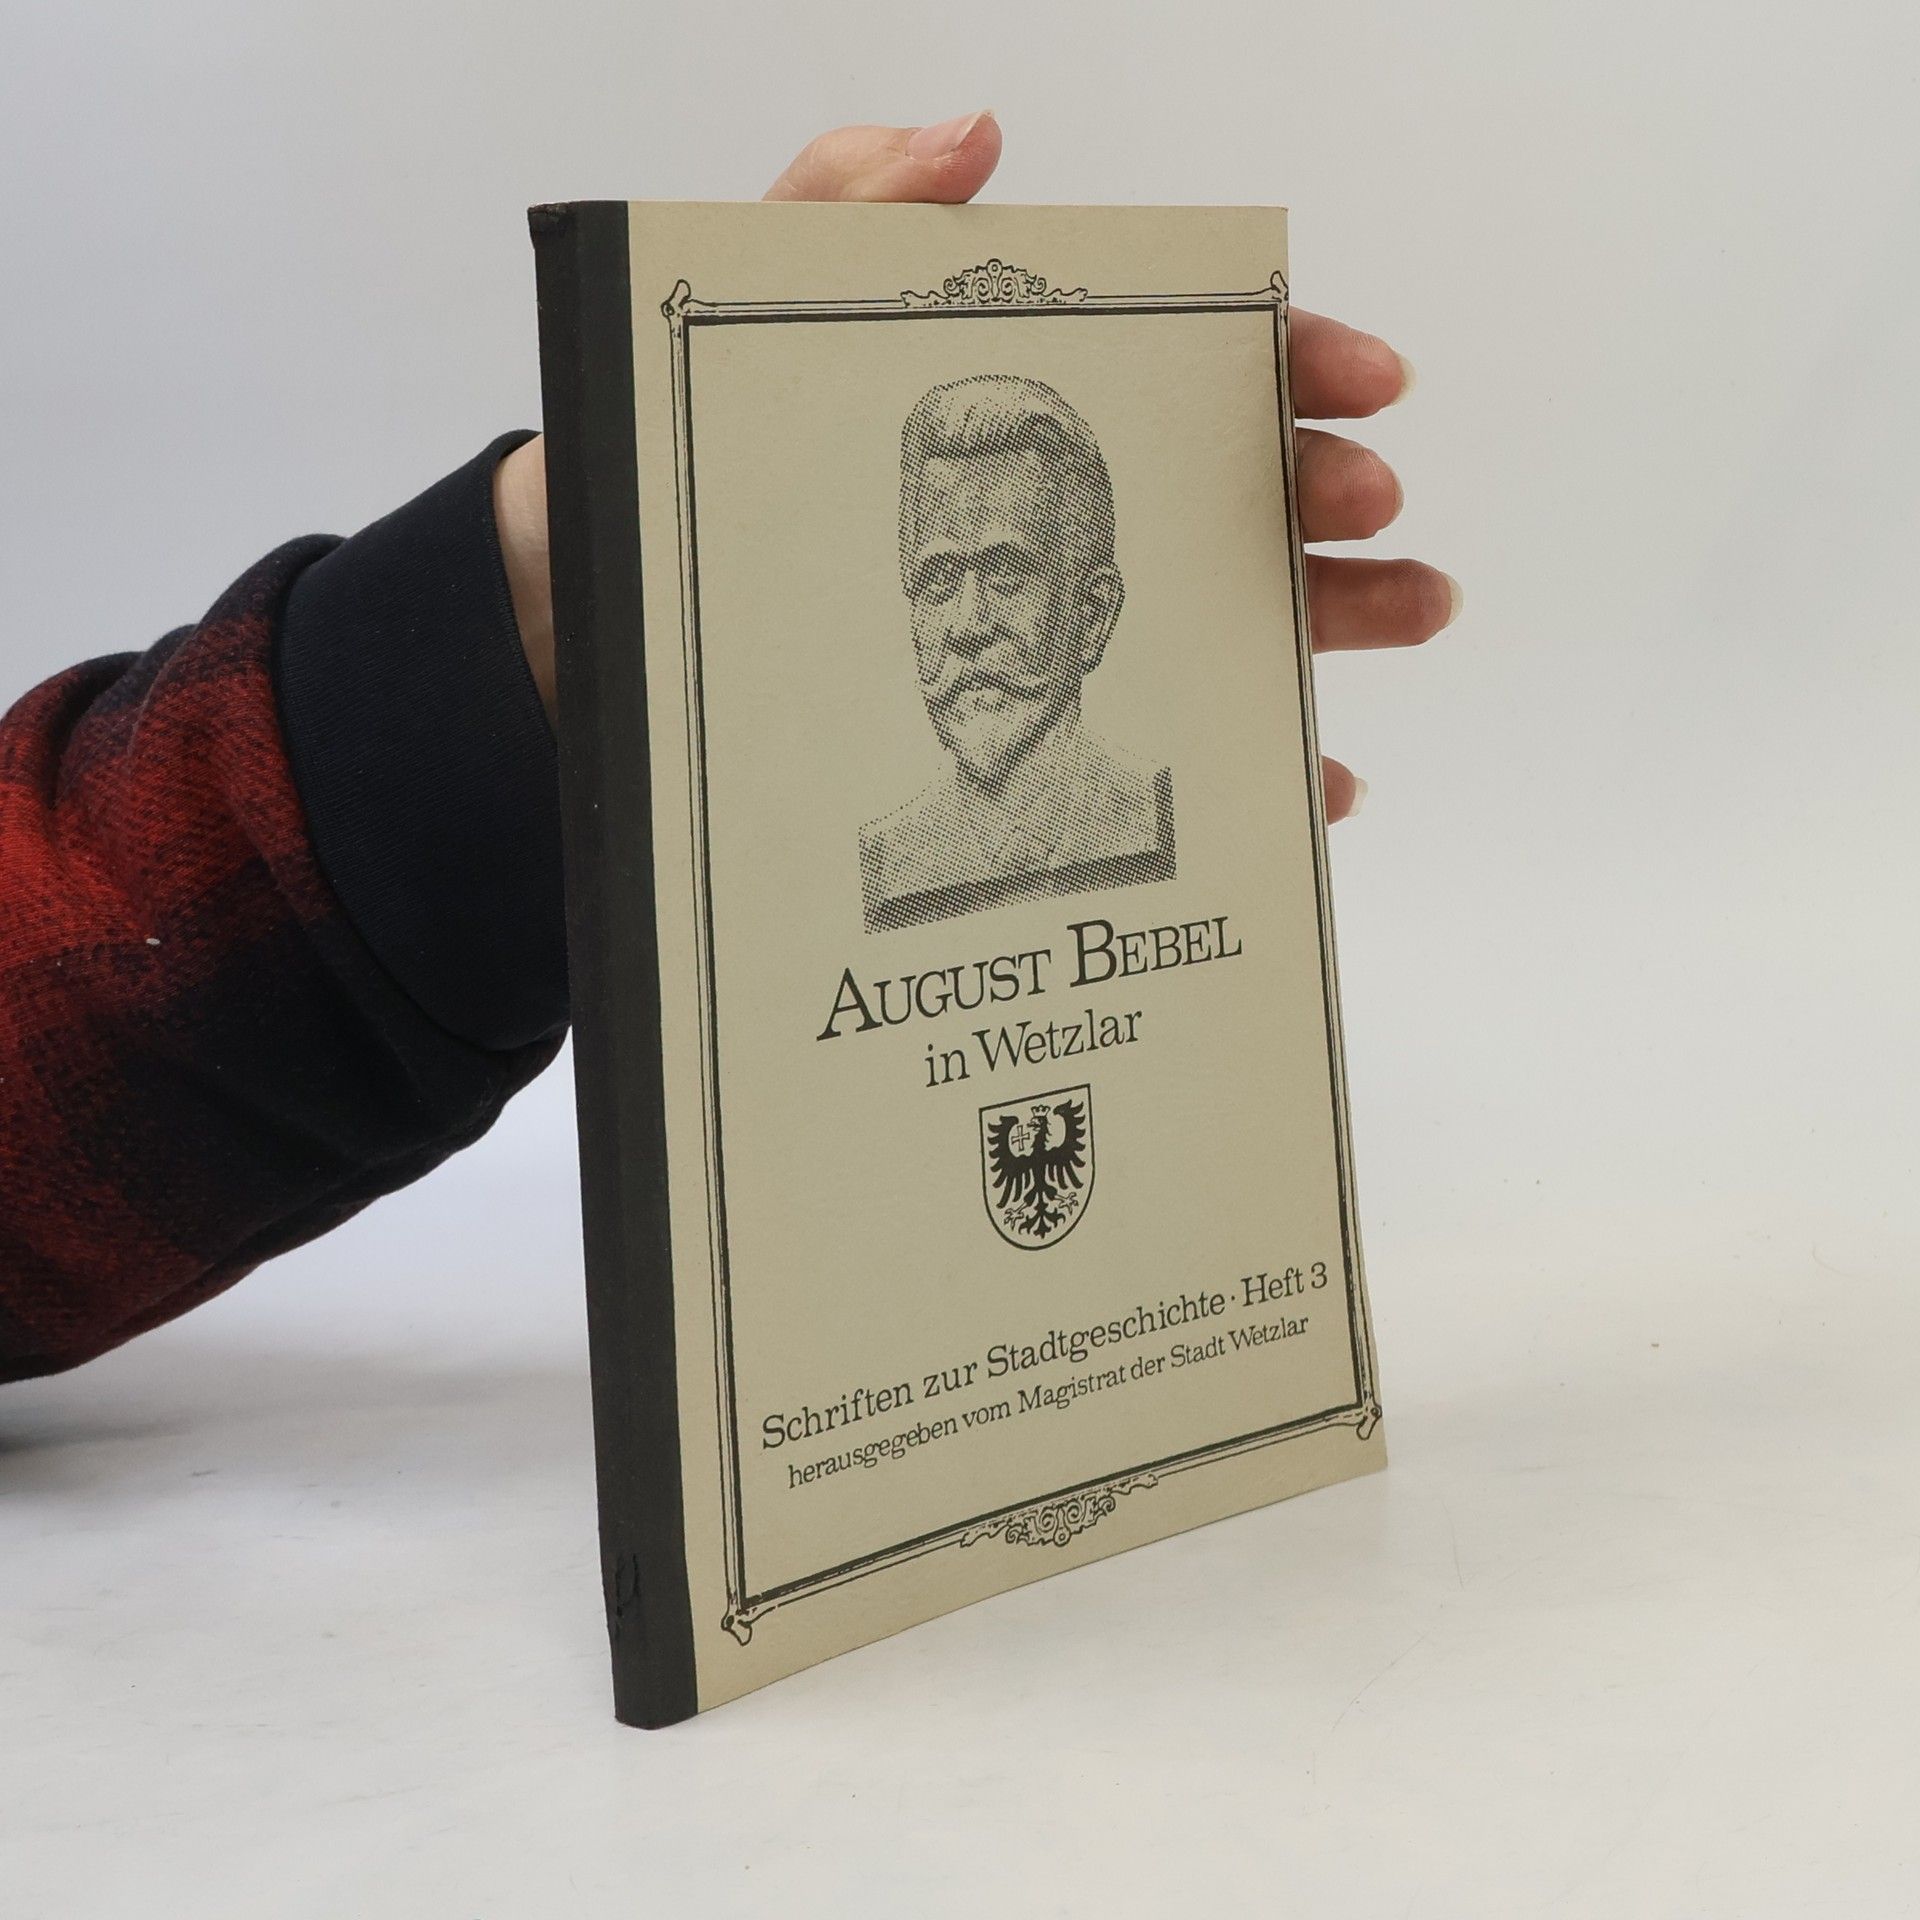 AUGUST BEBEL
in Wetzlar
Schriften zur Stadtgeschichte · Heft 3
herausgegeben vom Magistrat der Stadt Wetzlar